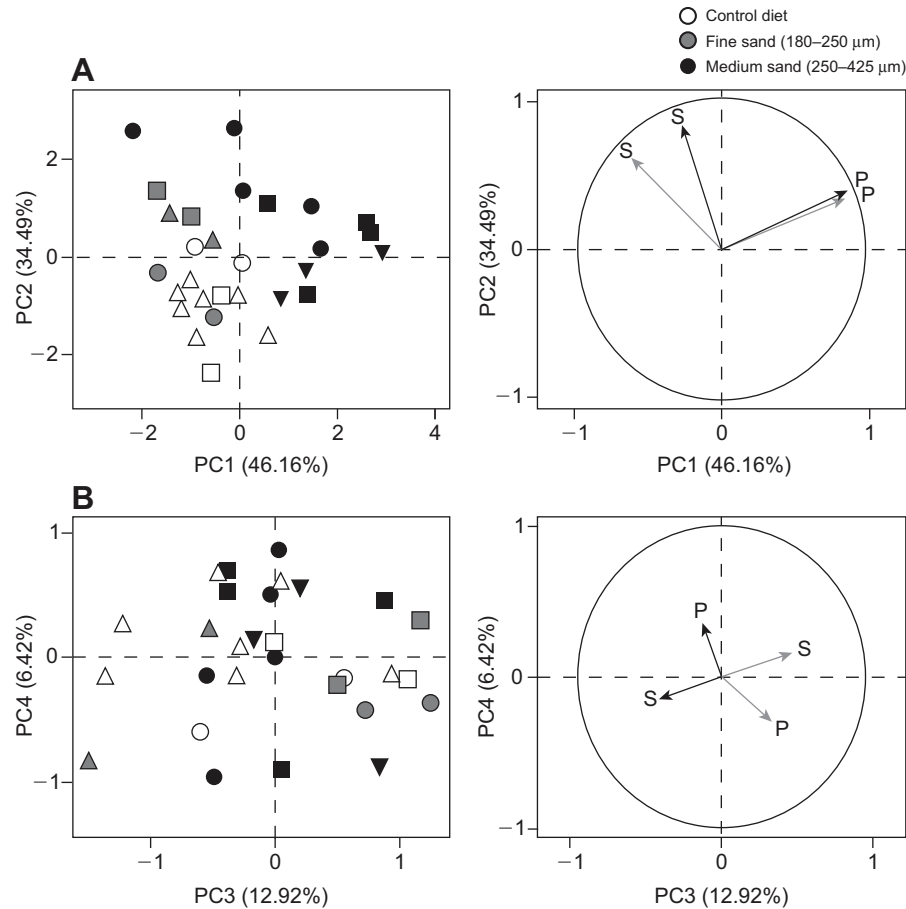 Control diet
Fine sand (180–250 μm)
Medium sand (250–425 μm)
A
2
0
−2
PC2 (34.49%)
−2
0
2
4
PC1 (46.16%)
1
0
−1
PC2 (34.49%)
S
S
P
P
−1
0
1
PC1 (46.16%)
B
1
0
−1
PC4 (6.42%)
−1
0
1
PC3 (12.92%)
1
0
−1
PC4 (6.42%)
P
S
S
P
−1
0
1
PC3 (12.92%)